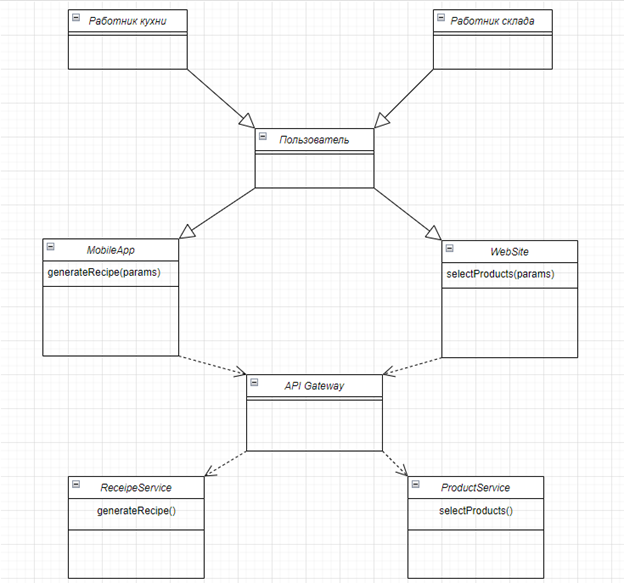 Работник кухни
Работник склада
Пользователь
MobileApp
generateRecipe(params)
WebSite
selectProducts(params)
API Gateway
ReceipeService
generateRecipe()
ProductService
selectProducts()